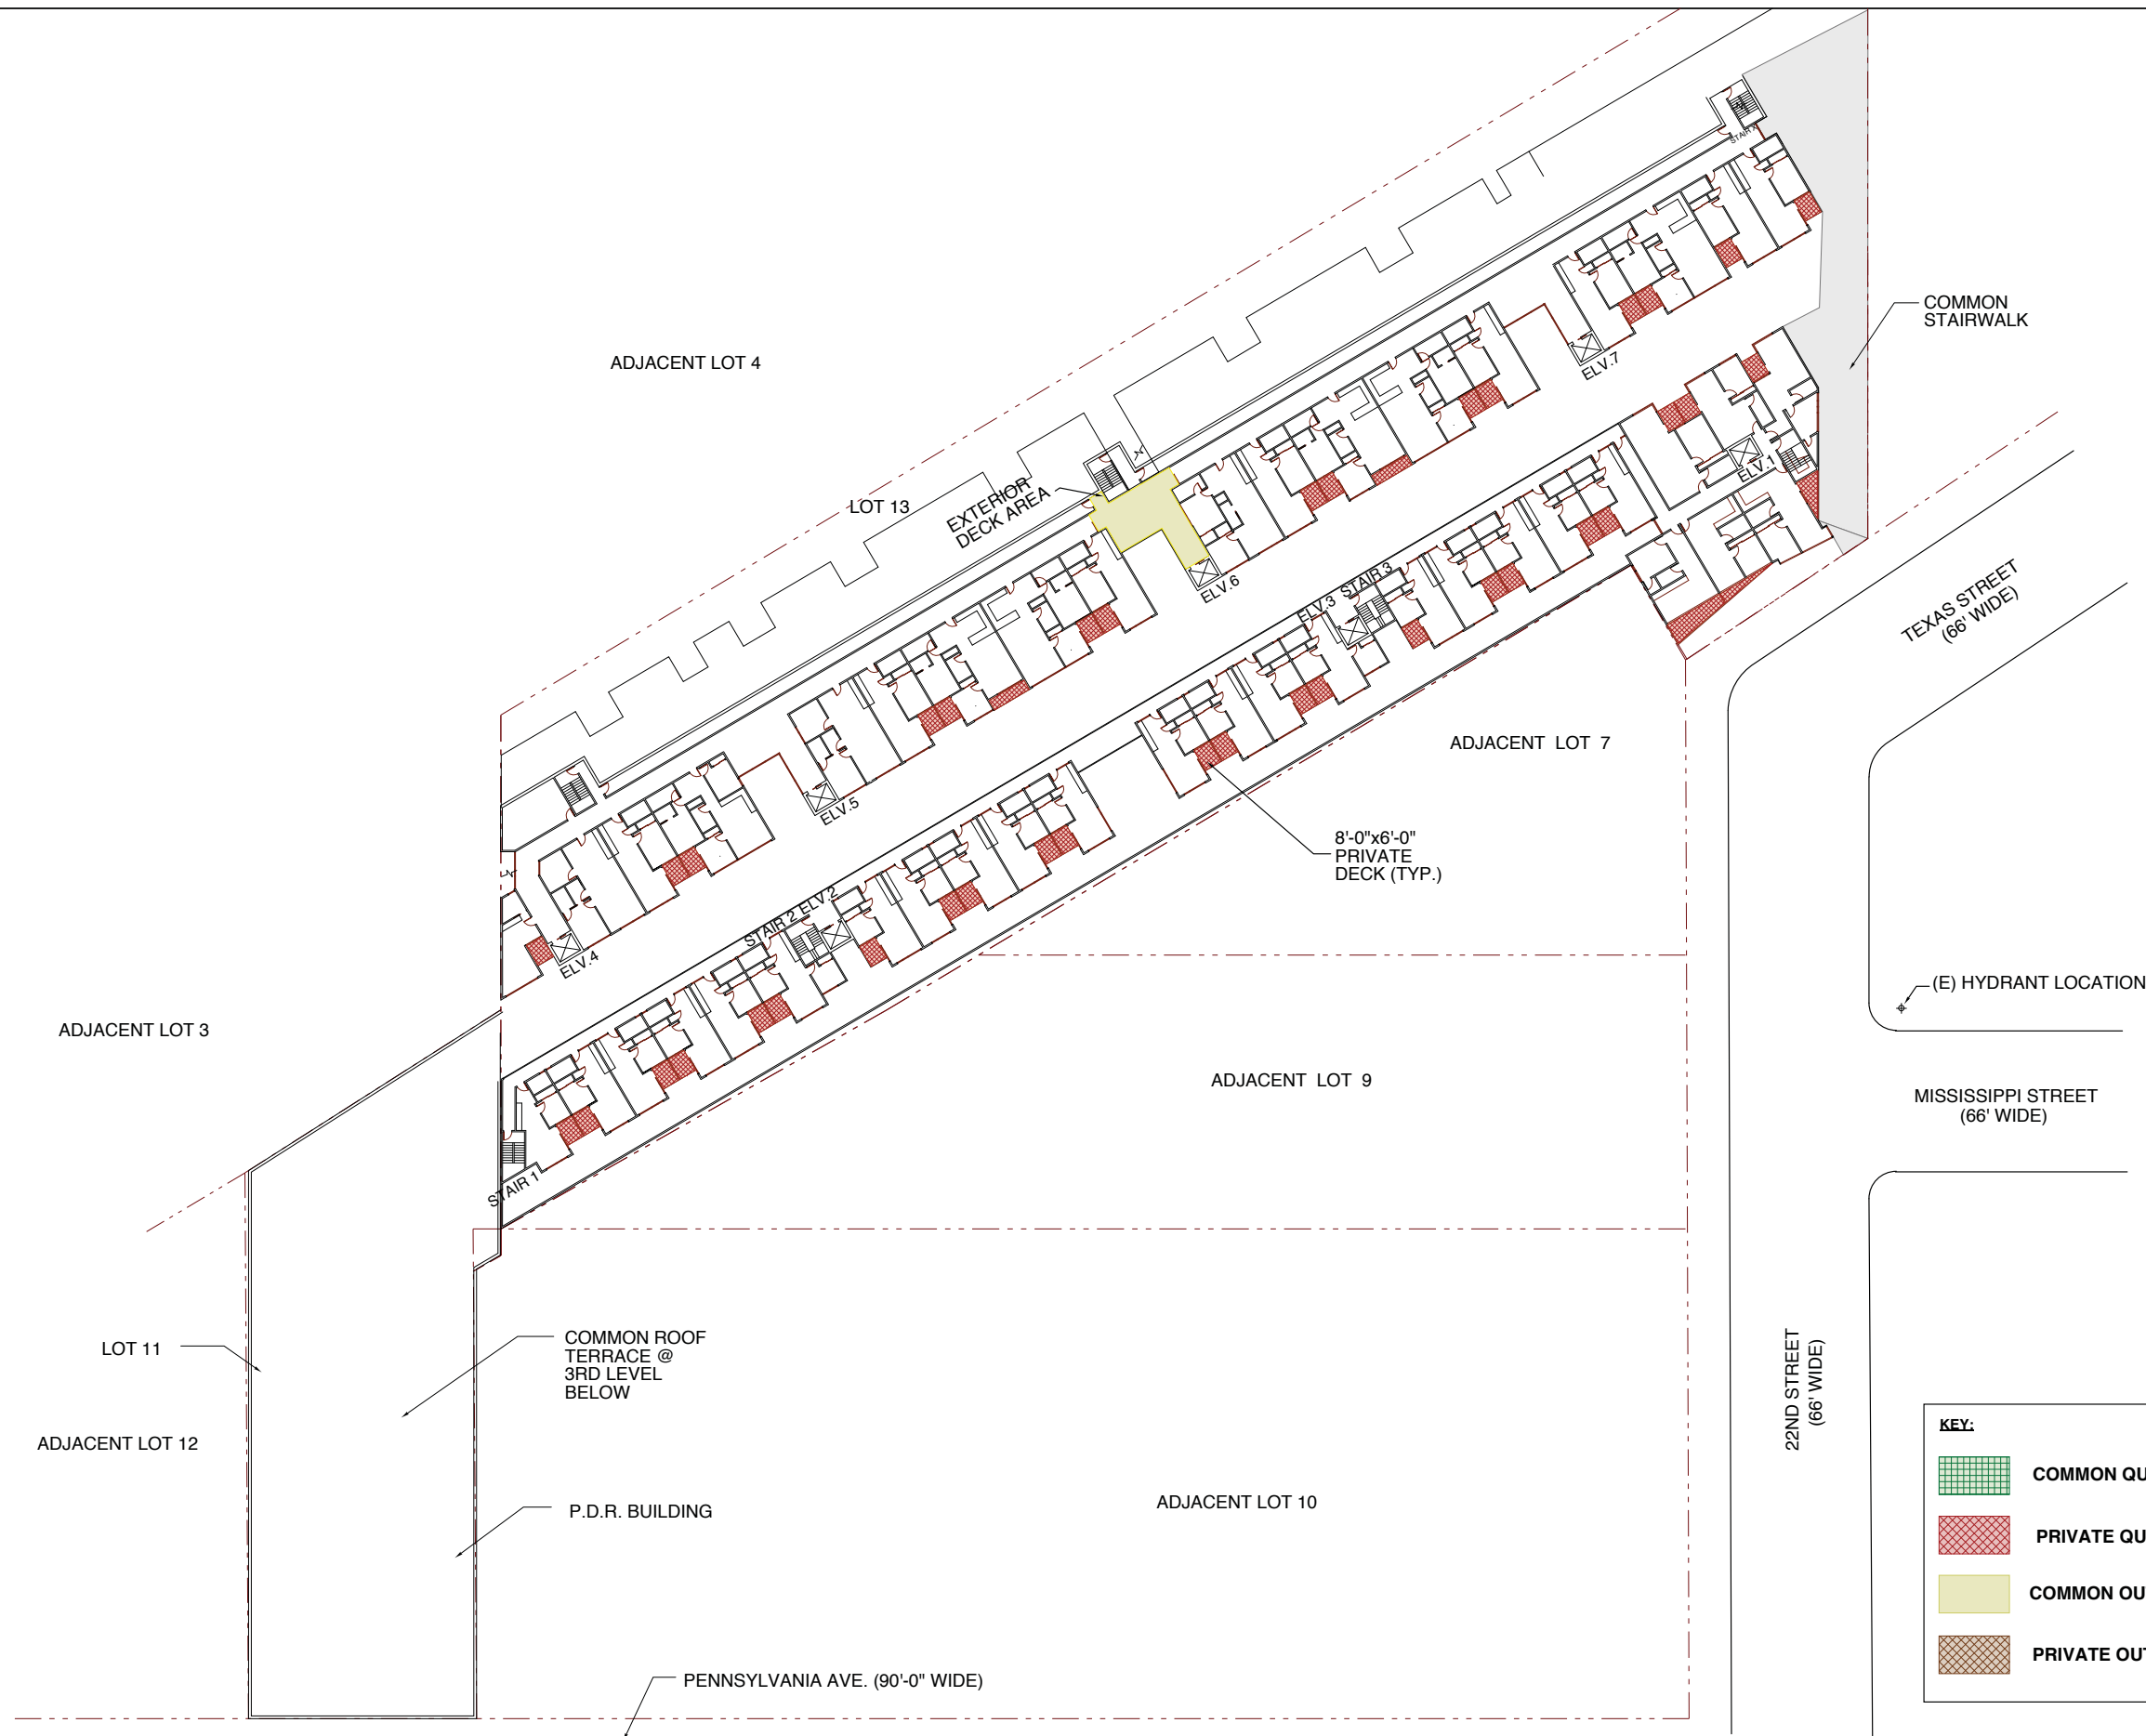 COMMON
STAIRWALK
ADJACENT LOT 4
STAIR X
ELV.7
ELV.1
EXTERIOR
DECK AREA
LOT 13
ELV.6
ELV.3 STAIR 3
TEXAS STREET
(66' WIDE)
ADJACENT LOT 7
ELV.5
8'-0"x6'-0"
PRIVATE
DECK (TYP.)
STAIR 2 ELV.2
ELV.4
(E) HYDRANT LOCATION
ADJACENT LOT 3
ADJACENT LOT 9
MISSISSIPPI STREET
(66' WIDE)
STAIR 1
LOT 11
COMMON ROOF
TERRACE @
3RD LEVEL
BELOW
22ND STREET
(66' WIDE)
ADJACENT LOT 12
P.D.R. BUILDING
ADJACENT LOT 10
KEY:
COMMON QU
PRIVATE QU
COMMON OU
PRIVATE OUT
PENNSYLVANIA AVE. (90'-0" WIDE)